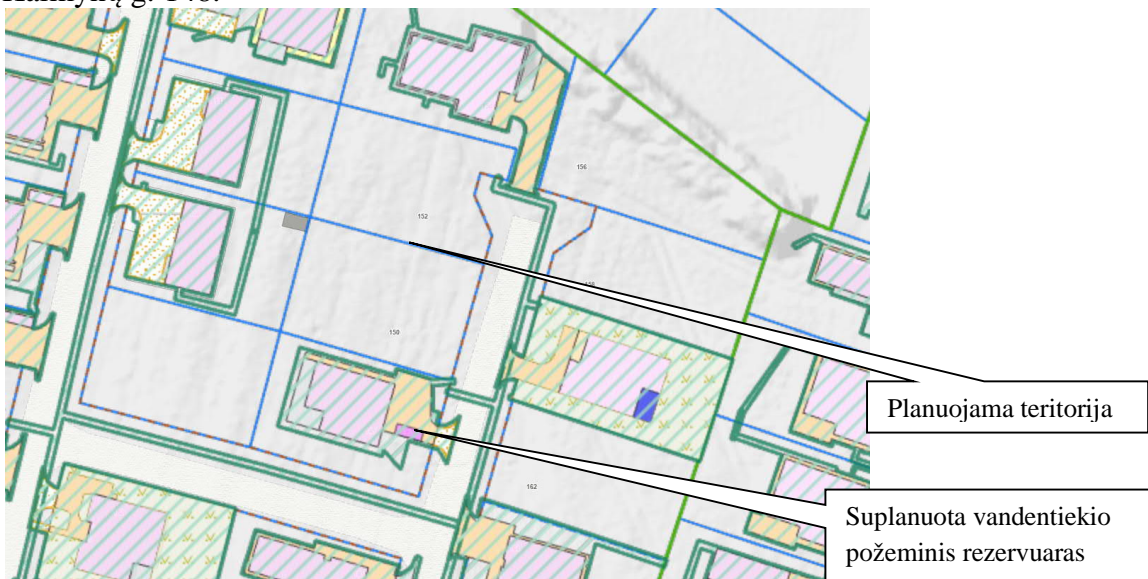 156
152
150
Planuojama teritorija
Suplanuota vandentiekio
požeminis rezervuaras
162